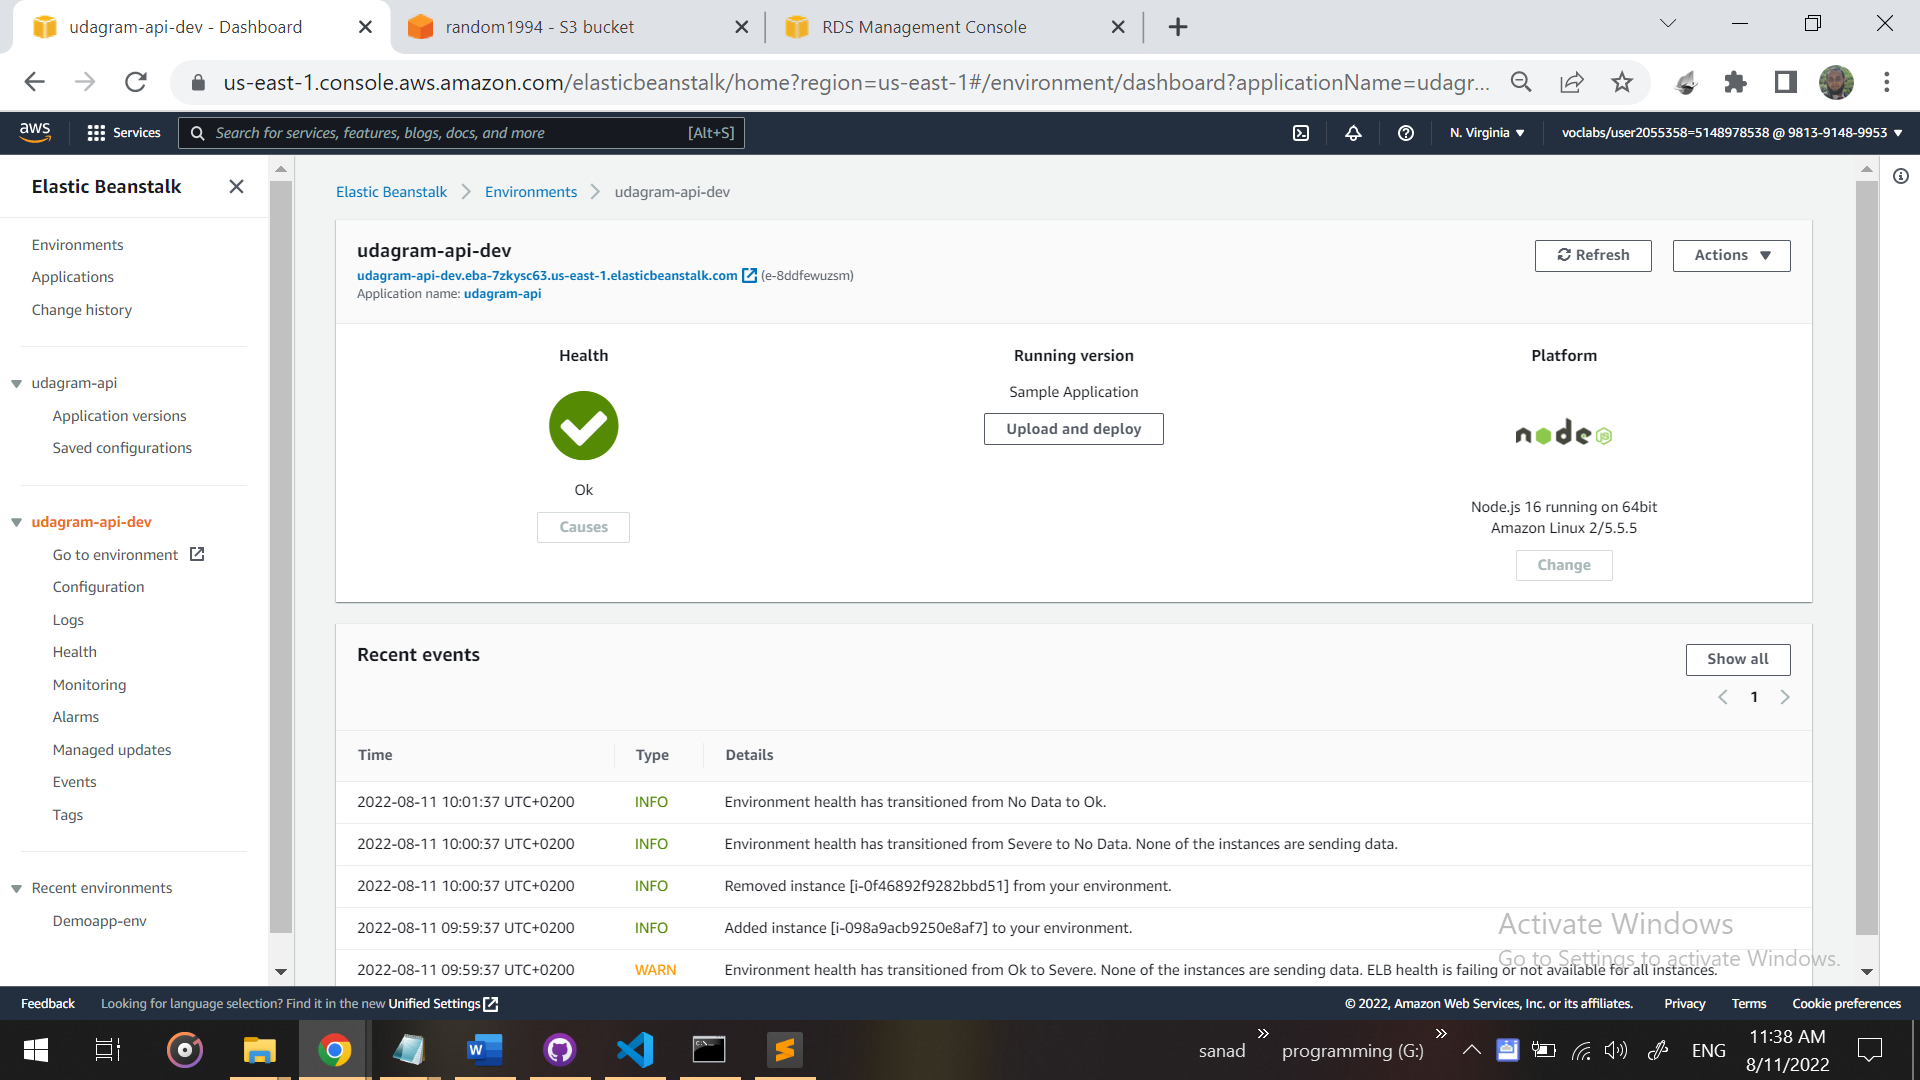 udagram-api-dev - Dashboard
random1994 - S3 bucket
RDS Management Console
us-east-1.console.aws.amazon.com/elasticbeanstalk/home?region=us-east-1#/environment/dashboard?applicationName=udagr...
aws
Services
Search for services, features, blogs, docs, and more [Alt+S]
N. Virginia
voclabs/user2055358=5148978538 @ 9813-9148-9953
Elastic Beanstalk
Environments
Applications
Change history
udagram-api
Application versions
Saved configurations
udagram-api-dev
Go to environment
Configuration
Logs
Health
Monitoring
Alarms
Managed updates
Events
Tags
Recent environments
Demoapp-env
Elastic Beanstalk > Environments > udagram-api-dev
udagram-api-dev
udagram-api-dev.eba-7zkysc63.us-east-1.elasticbeanstalk.com (e-8ddfewuzsm)
Application name: udagram-api
Refresh
Actions
Health
Ok
Causes
Running version
Sample Application
Upload and deploy
Platform
node JS
Node.js 16 running on 64bit
Amazon Linux 2/5.5.5
Change
Recent events
Show all
1
Time Type Details
2022-08-11 10:01:37 UTC+0200 INFO Environment health has transitioned from No Data to Ok.
2022-08-11 10:00:37 UTC+0200 INFO Environment health has transitioned from Severe to No Data. None of the instances are sending data.
2022-08-11 10:00:37 UTC+0200 INFO Removed instance [i-0f46892f9282bbd51] from your environment.
2022-08-11 09:59:37 UTC+0200 INFO Added instance [i-098a9acb9250e8af7] to your environment.
2022-08-11 09:59:37 UTC+0200 WARN Environment health has transitioned from Ok to Severe. None of the instances are sending data. ELB health is failing or not available for all instances.
Activate Windows
Go to Settings to activate Windows.
Feedback
Looking for language selection? Find it in the new Unified Settings
© 2022, Amazon Web Services, Inc. or its affiliates.
Privacy
Terms
Cookie preferences
sanad
programming (G:)
ENG
11:38 AM
8/11/2022